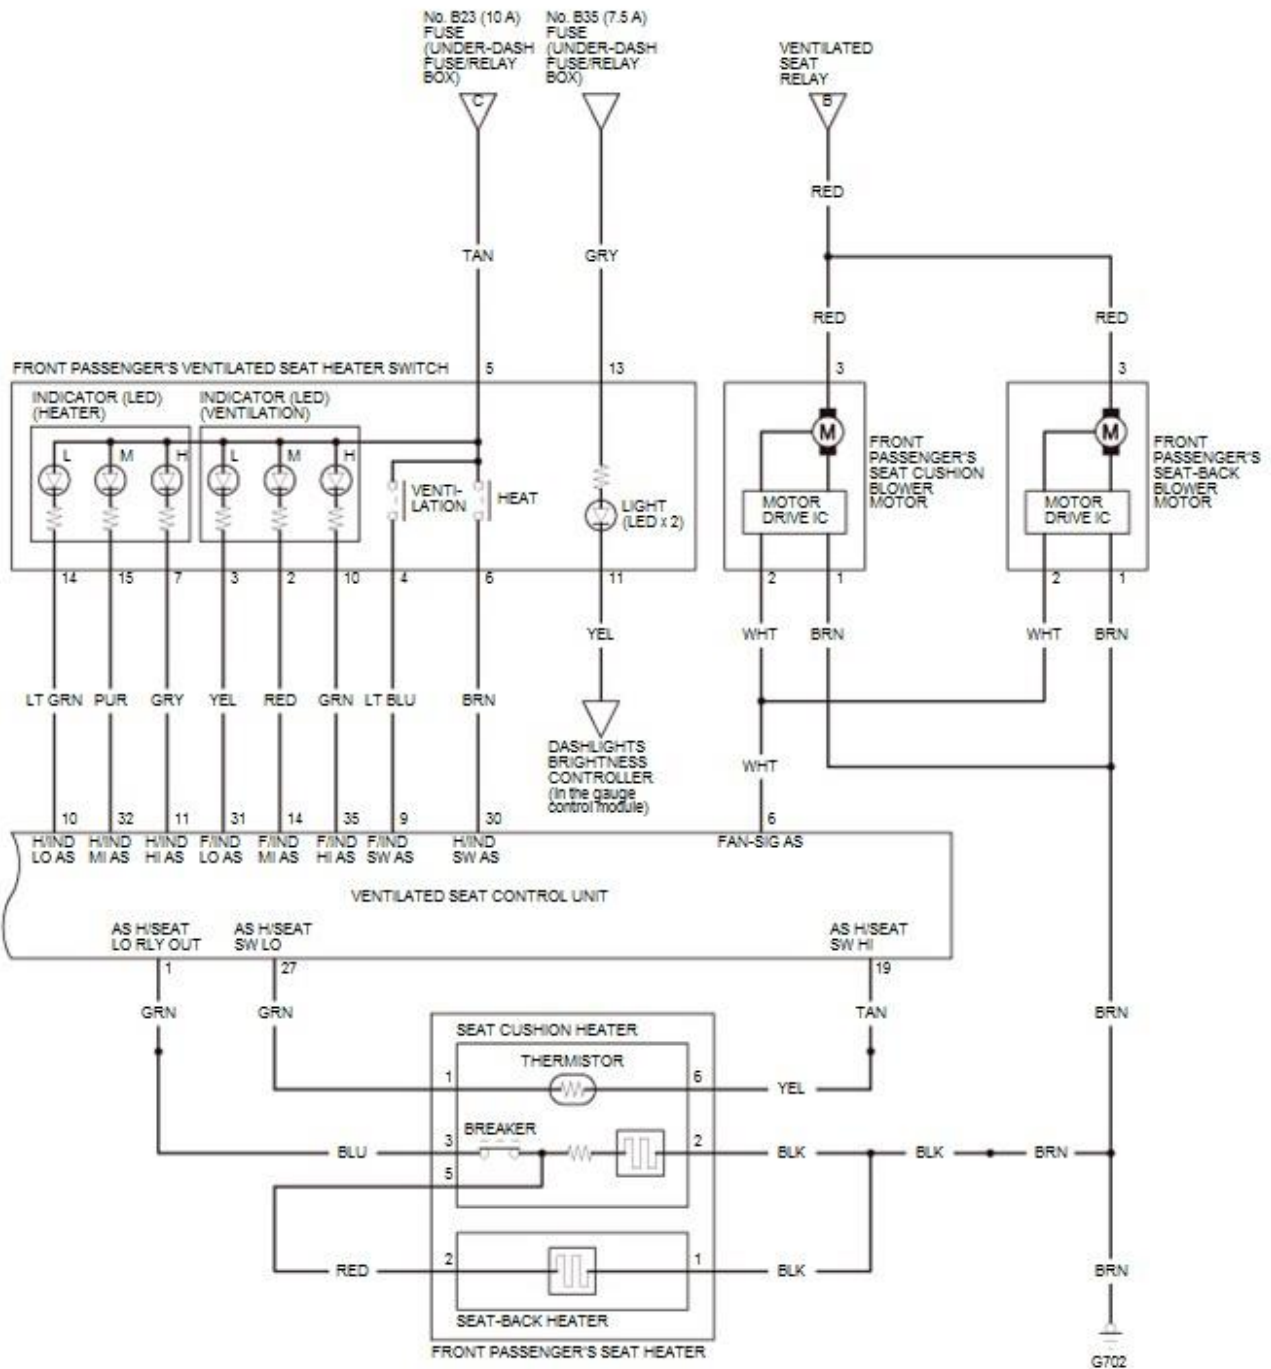 No. B23 (10 A)
FUSE
(UNDER-DASH
FUSE/RELAY
BOX)
No. B35 (7.5 A)
FUSE
(UNDER-DASH
FUSE/RELAY
BOX)
VENTILATED
SEAT
RELAY
C
B
RED
TAN
GRY
RED
RED
FRONT PASSENGER'S VENTILATED SEAT HEATER SWITCH
5
13
3
3
INDICATOR (LED)
(HEATER)
INDICATOR (LED)
(VENTILATION)
L
M
H
L
M
H
VENTI-
LATION
HEAT
LIGHT
(LED x 2)
M
MOTOR
DRIVE IC
FRONT
PASSENGER'S
SEAT CUSHION
BLOWER
MOTOR
M
MOTOR
DRIVE IC
FRONT
PASSENGER'S
SEAT-BACK
BLOWER
MOTOR
14
15
7
3
2
10
4
6
11
2
1
2
1
YEL
WHT
BRN
WHT
BRN
LT GRN
PUR
GRY
YEL
RED
GRN
LT BLU
BRN
DASHLIGHTS
BRIGHTNESS
CONTROLLER
(In the gauge
control module)
WHT
10
32
11
31
14
35
9
30
6
H/IND
LO AS
H/IND
MI AS
H/IND
HI AS
F/IND
LO AS
F/IND
MI AS
F/IND
HI AS
F/IND
SW AS
H/IND
SW AS
FAN-SIG AS
VENTILATED SEAT CONTROL UNIT
AS H/SEAT
LO RLY OUT
AS H/SEAT
SW LO
AS H/SEAT
SW HI
1
27
19
GRN
GRN
TAN
BRN
SEAT CUSHION HEATER
THERMISTOR
1
6
YEL
BREAKER
3
2
BLU
BLK
BLK
BRN
5
2
1
RED
BLK
BRN
SEAT-BACK HEATER
FRONT PASSENGER'S SEAT HEATER
G702